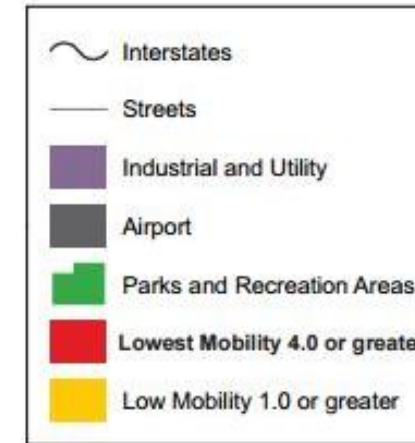 Interstates
Streets
Industrial and Utility
Airport
Parks and Recreation Areas
Lowest Mobility 4.0 or greate
Low Mobility 1.0 or greater